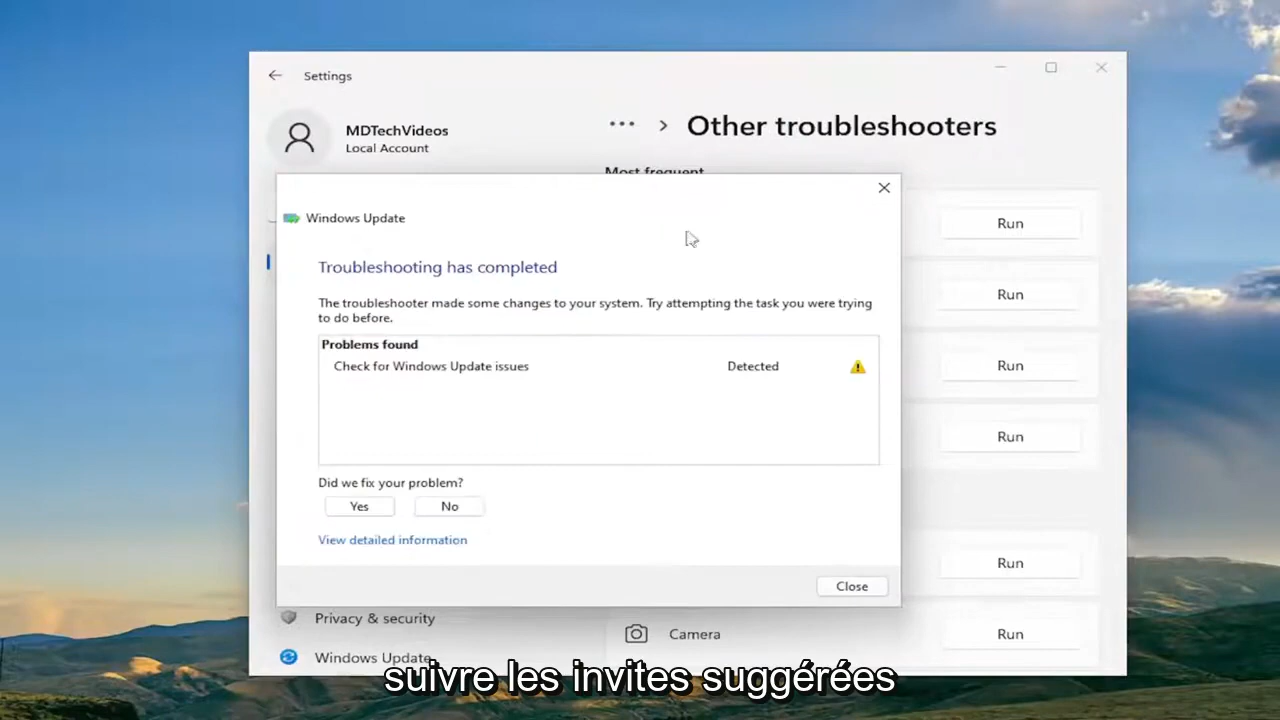 Settings
MDTechVideos
Local Account
Other troubleshooters
Most frequent
Run
Windows Update
Troubleshooting has completed
Run
The troubleshooter made some changes to your system. Try attempting the task you were trying
to do before.
Problems found
Check for Windows Update issues Detected
Run
Run
Did we fix your problem?
Yes No
View detailed information
Run
Close
Privacy & security
Camera Run
Windows Update
suivre les invites suggérées